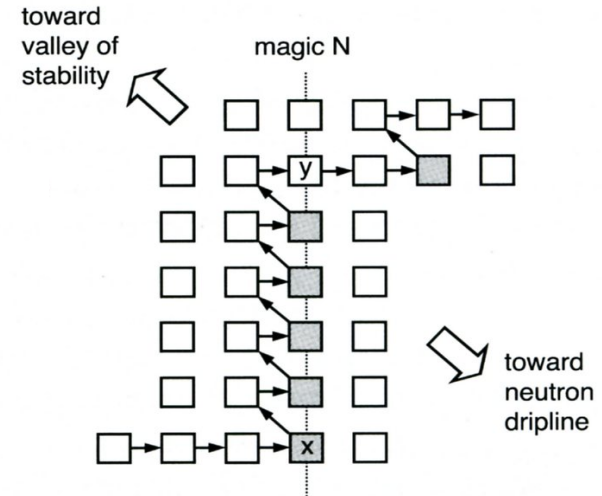 toward
valley of
stability
magic N
y
toward
neutron
dripline
x